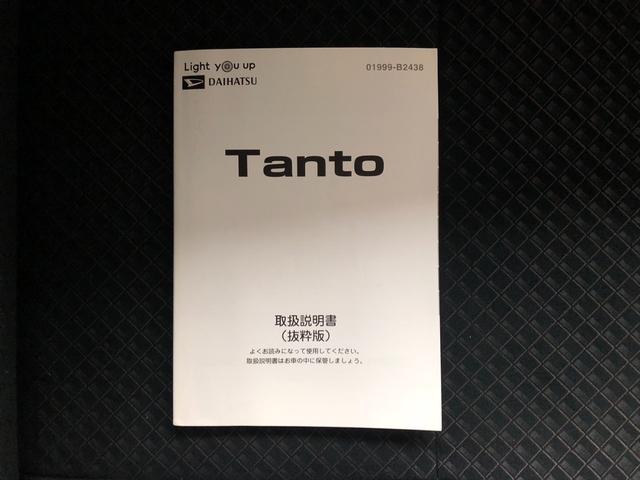 Light you up
01999-B2438
DAIHATSU
Tanto
取扱説明書
（抜粋版）
よくお読みになって使用してください。
取扱説明書はお車の中に保管しましょう。